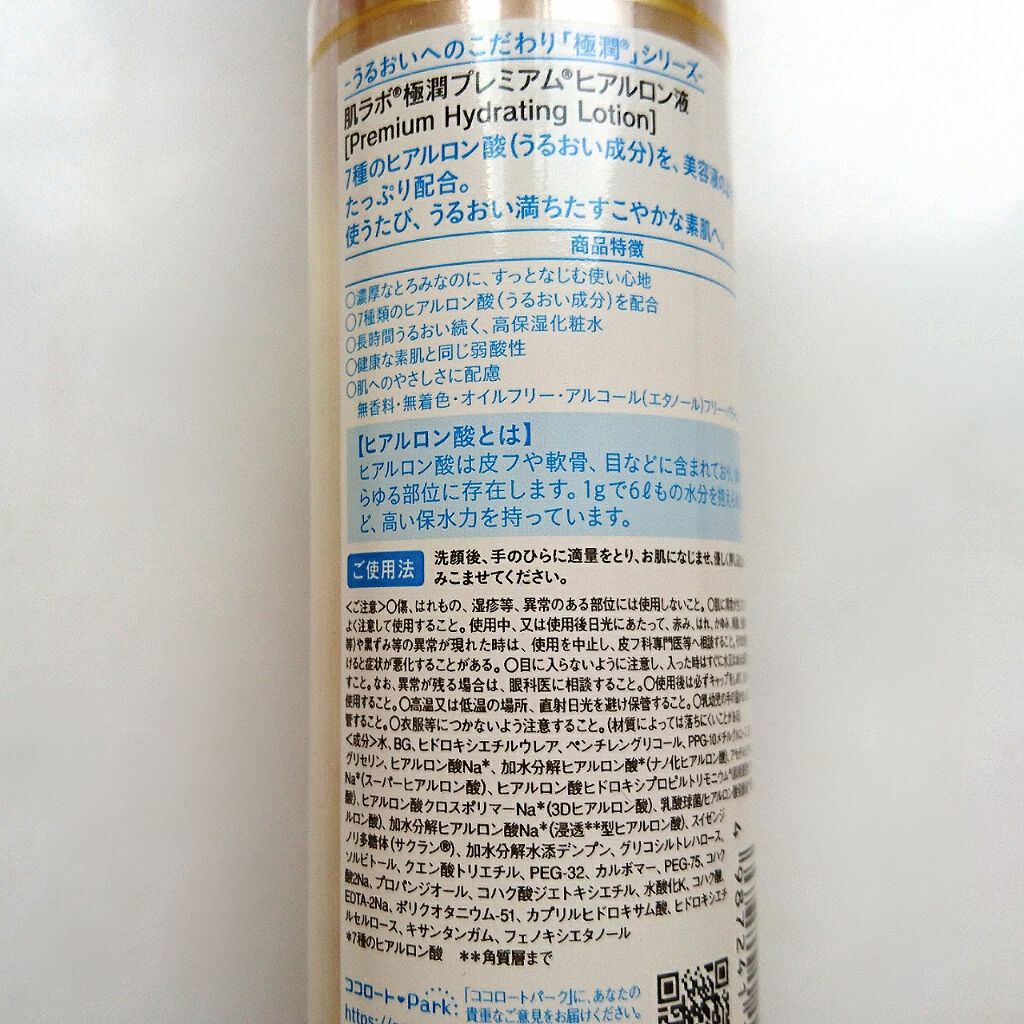 -うるおいへのこだわり「極潤®」シリーズ-
肌ラボ®極潤プレミアム®ヒアルロン液
[Premium Hydrating Lotion]
7種のヒアルロン酸(うるおい成分)を、美容液の
たっぷり配合。
使うたび、うるおい満ちたすこやかな素肌へ。
商品特徴
○濃厚なとろみなのに、すっとなじむ使い心地
○7種類のヒアルロン酸(うるおい成分)を配合
○長時間うるおい続く、高保湿化粧水
○健康な素肌と同じ弱酸性
○肌へのやさしさに配慮
無香料・無着色・オイルフリー・アルコール(エタノール)フリー・
【ヒアルロン酸とは】
ヒアルロン酸は皮フや軟骨、目などに含まれており、
らゆる部位に存在します。1gで6ℓもの水分を
ど、高い保水力を持っています。
ご使用法
洗顔後、手のひらに適量をとり、お肌になじませ、優しく
みこませてください。
<ご注意>○傷、はれもの、湿疹等、異常のある部位には使用しないこと。○肌に
よく注意して使用すること。使用中、又は使用後日光にあたって、赤み、はれ、かゆみ、
等)や黒ずみ等の異常が現れた時は、使用を中止し、皮フ科専門医等へ相談すること。
けると症状が悪化することがある。○目に入らないように注意し、入った時はすぐに水
すこと。なお、異常が残る場合は、眼科医に相談すること。○使用後は必ずキャップを
使用すること。○高温又は低温の場所、直射日光を避け保管すること。○乳幼児の手の
管すること。○衣服等につかないよう注意すること。(材質によっては落ちにくいことがある)
<成分>水、BG、ヒドロキシエチルウレア、ペンチレングリコール、PPG-10メチル
グリセリン、ヒアルロン酸Na*、加水分解ヒアルロン酸*(ナノ化ヒアルロン酸)、アセチル
Na*(スーパーヒアルロン酸)、ヒアルロン酸ヒドロキシプロピルトリモニウム*
酸)、ヒアルロン酸クロスポリマーNa*(3Dヒアルロン酸)、乳酸球菌/ヒアルロン酸
ルロン酸)、加水分解ヒアルロン酸Na*(浸透**型ヒアルロン酸)、スイゼンジ
ノリ多糖体(サクラン®)、加水分解水添デンプン、グリコシルトレハロース、
ソルビトール、クエン酸トリエチル、PEG-32、カルボマー、PEG-75、コハク
酸2Na、プロパンジオール、コハク酸ジエトキシエチル、水酸化K、コハク酸、
EDTA-2Na、ポリクオタニウム-51、カプリルヒドロキサム酸、ヒドロキシエチ
ルセルロース、キサンタンガム、フェノキシエタノール
*7種のヒアルロン酸 **角質層まで
4 98724
ココロート♥Park:
「ココロートパーク」に、あなたの
貴重なご意見をお届けください。
https://